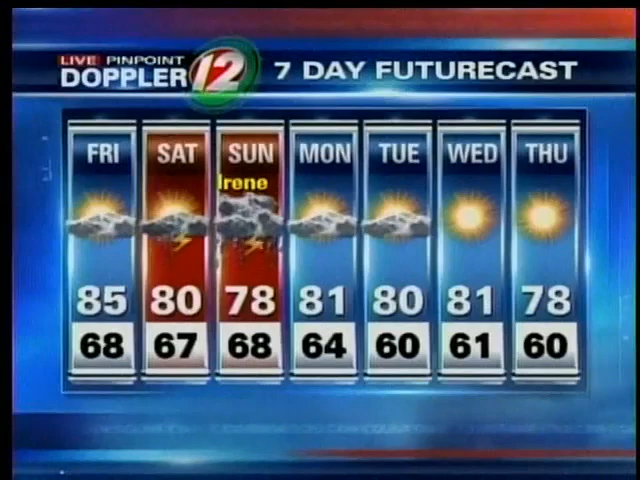 LIVE PINPOINT
DOPPLER 12
7 DAY FUTURECAST
FRI SAT SUN MON TUE WED THU
Irene
85 80 78 81 80 81 78
68 67 68 64 60 61 60